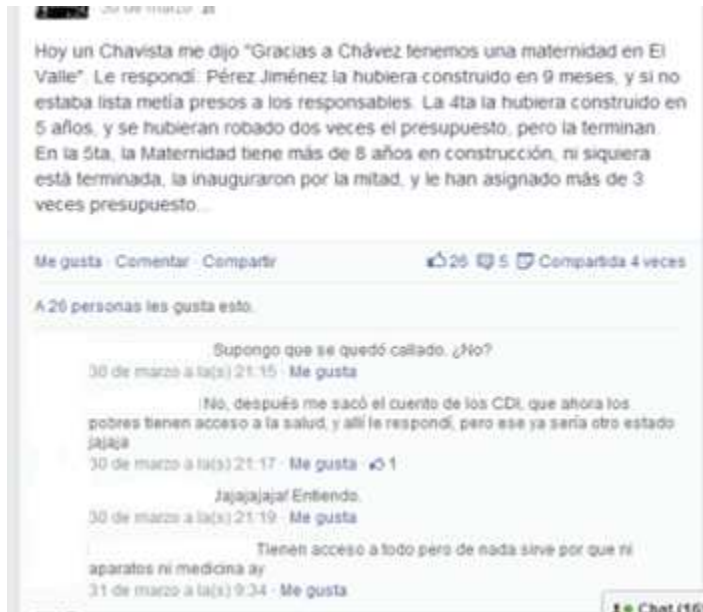 30 de marzo
Hoy un Chavista me dijo "Gracias a Chávez tenemos una maternidad en El
Valle". Le respondí: Pérez Jiménez la hubiera construido en 9 meses, y si no
estaba lista metía presos a los responsables. La 4ta la hubiera construido en
5 años, y se hubieran robado dos veces el presupuesto, pero la terminan.
En la 5ta, la Maternidad tiene más de 8 años en construcción, ni siquiera
está terminada, la inauguraron por la mitad, y le han asignado más de 3
veces presupuesto...
Me gusta · Comentar · Compartir 26 5 Compartida 4 veces
A 26 personas les gusta esto.
Supongo que se quedó callado. ¿No?
30 de marzo a la(s) 21:15 · Me gusta
No, después me sacó el cuento de los CDI, que ahora los
pobres tienen acceso a la salud, y allí le respondí, pero ese ya sería otro estado
jajaja
30 de marzo a la(s) 21:17 · Me gusta · 1
Jajajajaja! Entiendo.
30 de marzo a la(s) 21:19 · Me gusta
Tienen acceso a todo pero de nada sirve por que ni
aparatos ni medicina ay
31 de marzo a la(s) 9:34 · Me gusta
Chat (16